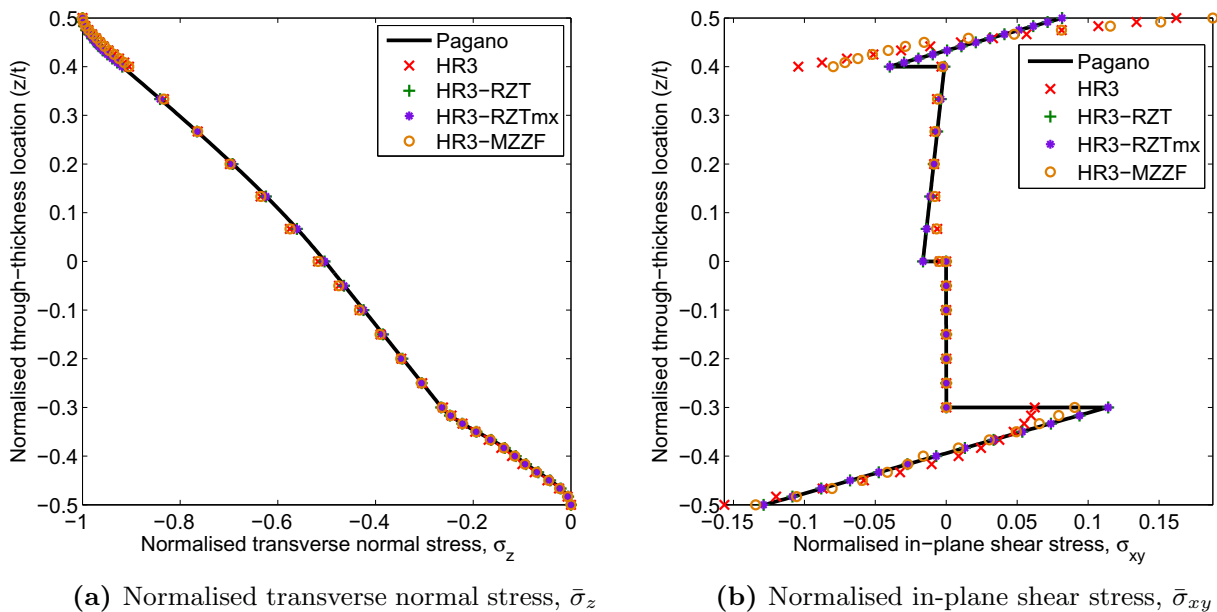 0.5
0.4
0.3
0.2
0.1
0
−0.1
−0.2
−0.3
−0.4
−0.5
Normalised through−thickness location (z/t)
−1
−0.8
−0.6
−0.4
−0.2
0
Normalised transverse normal stress, σz
Pagano
HR3
HR3−RZT
HR3−RZTmx
HR3−MZZF
(a) Normalised transverse normal stress, σ̄z
0.5
0.4
0.3
0.2
0.1
0
−0.1
−0.2
−0.3
−0.4
−0.5
Normalised through−thickness location (z/t)
−0.15
−0.1
−0.05
0
0.05
0.1
0.15
Normalised in−plane shear stress, σxy
Pagano
HR3
HR3−RZT
HR3−RZTmx
HR3−MZZF
(b) Normalised in-plane shear stress, σ̄xy